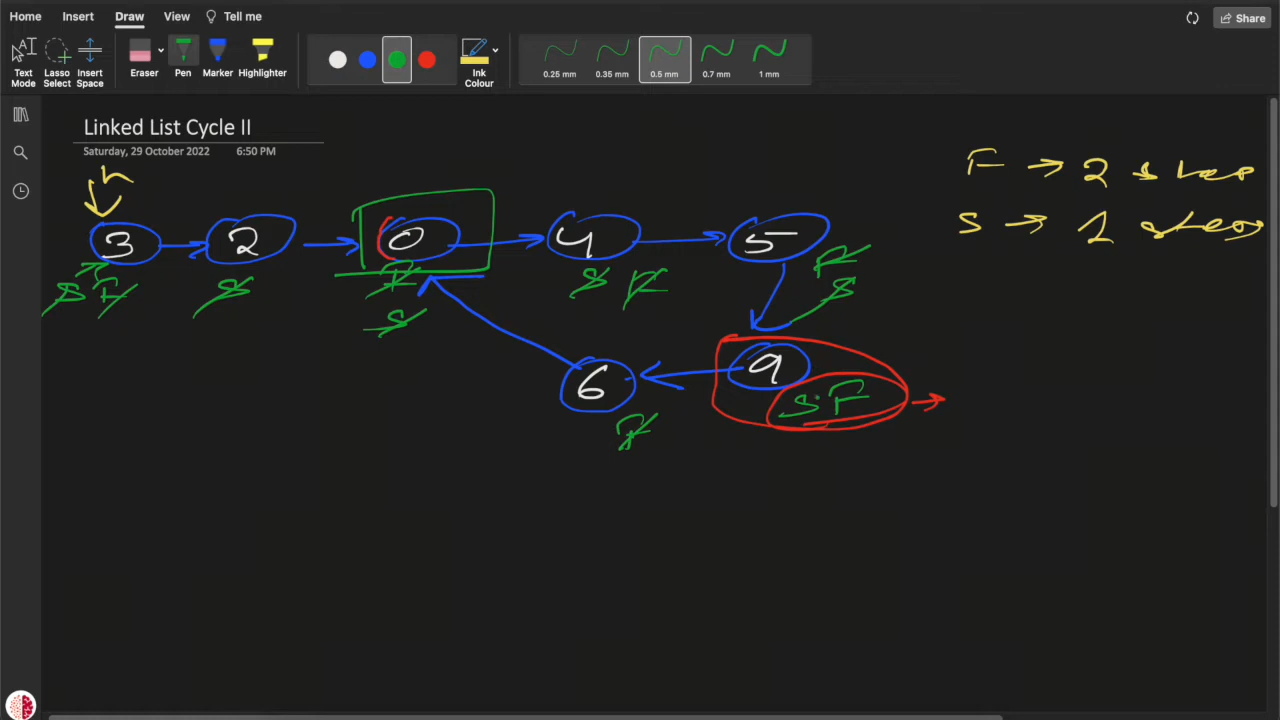 Home Insert Draw View Tell me Share
Text Mode Lasso Select Insert Space Eraser Pen Marker Highlighter Ink Colour 0.25 mm 0.35 mm 0.5 mm 0.7 mm 1 mm
Linked List Cycle II
Saturday, 29 October 2022 6:50 PM
h
F → 2 steps
S → 1 steps
3 2 0 4 5
S F S F S F F
S S
6 9
S F
F